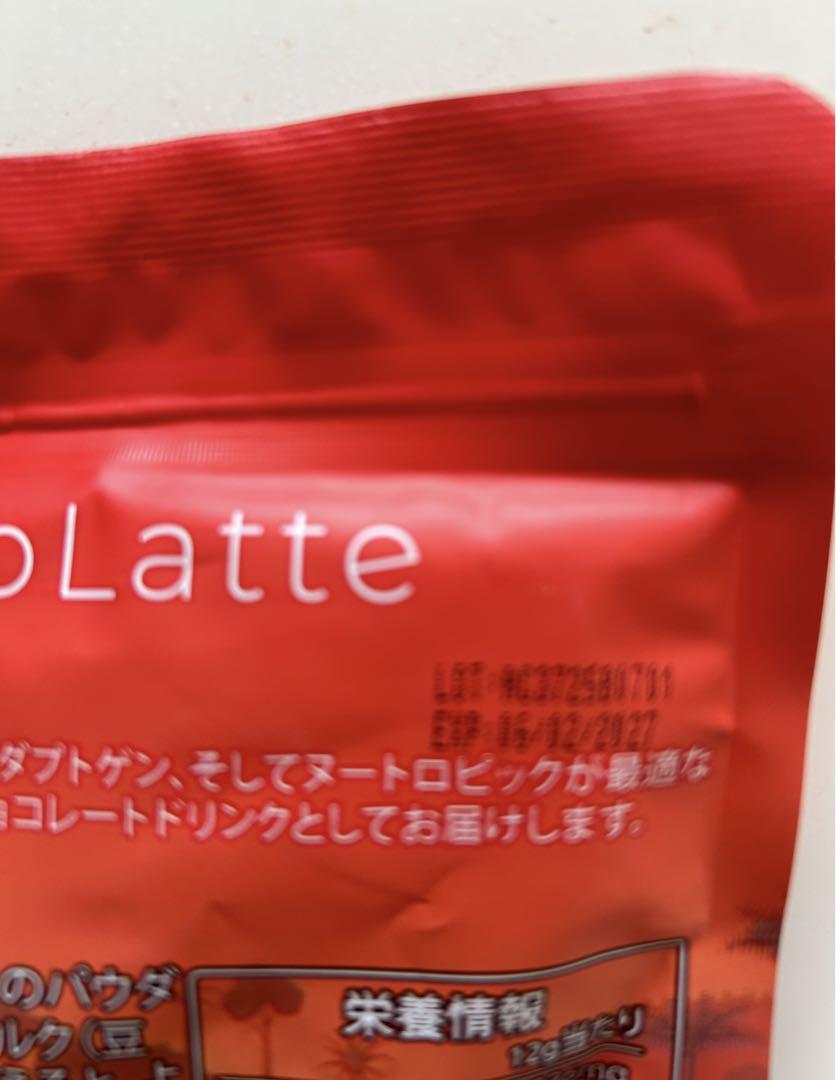 oLatte
LOT:
EXP: /02/2027
ダプトゲン、そしてヌートロピックが最適な
ョコレートドリンクとしてお届けします。
のパウダ
ルク(豆
栄養情報
12g当たり